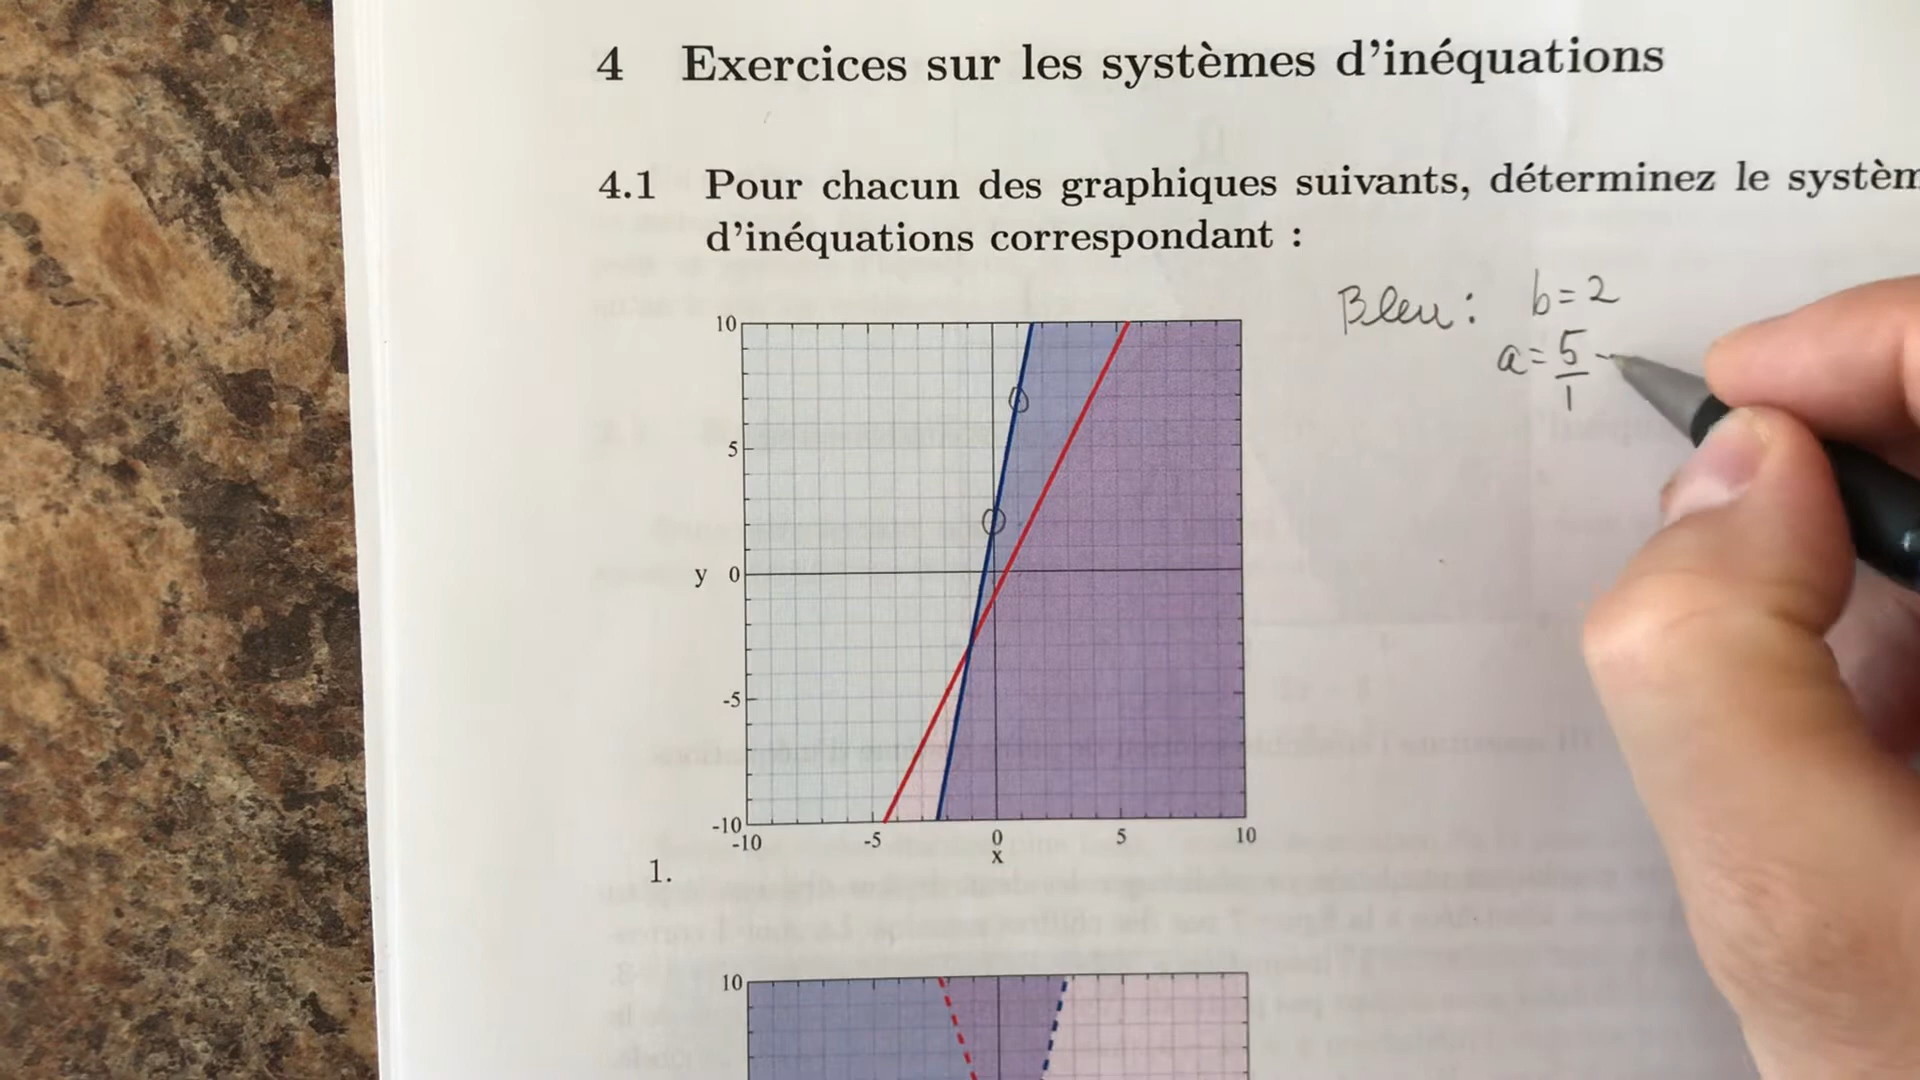 4 Exercices sur les systèmes d'inéquations
4.1 Pour chacun des graphiques suivants, déterminez le systèm
d'inéquations correspondant :
Bleu : b=2
a=5/1
10
5
y 0
-5
-10
-10 -5 0 5 10
x
1.
10